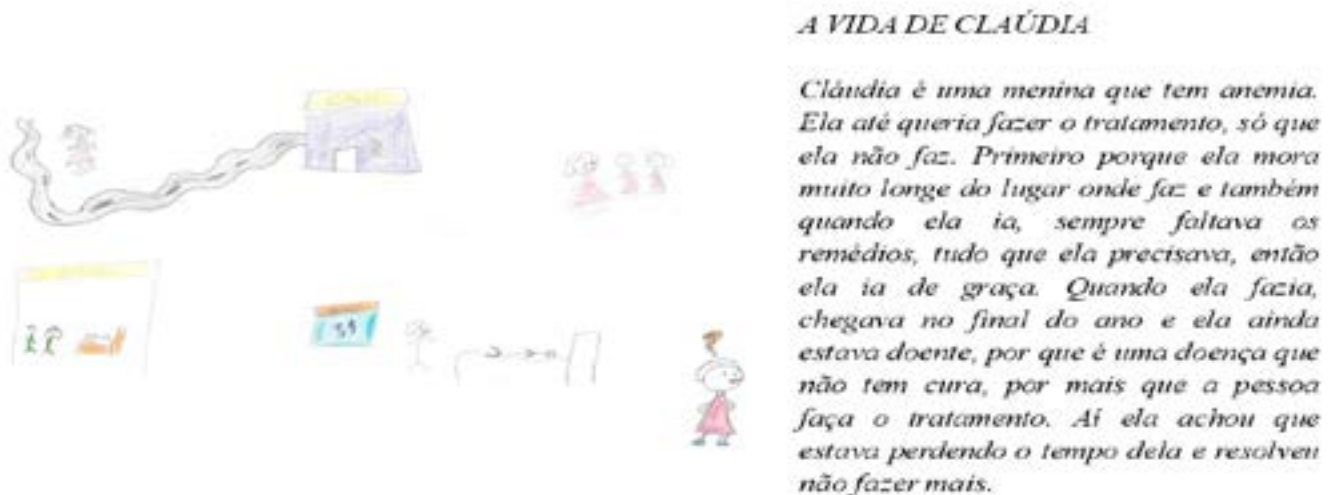 A VIDA DE CLAÚDIA
Cláudia é uma menina que tem anemia.
Ela até queria fazer o tratamento, só que
ela não faz. Primeiro porque ela mora
muito longe do lugar onde faz e também
quando ela ia, sempre faltava os
remédios, tudo que ela precisava, então
ela ia de graça. Quando ela fazia,
chegava no final do ano e ela ainda
estava doente, por que é uma doença que
não tem cura, por mais que a pessoa
faça o tratamento. Aí ela achou que
estava perdendo o tempo dela e resolveu
não fazer mais.